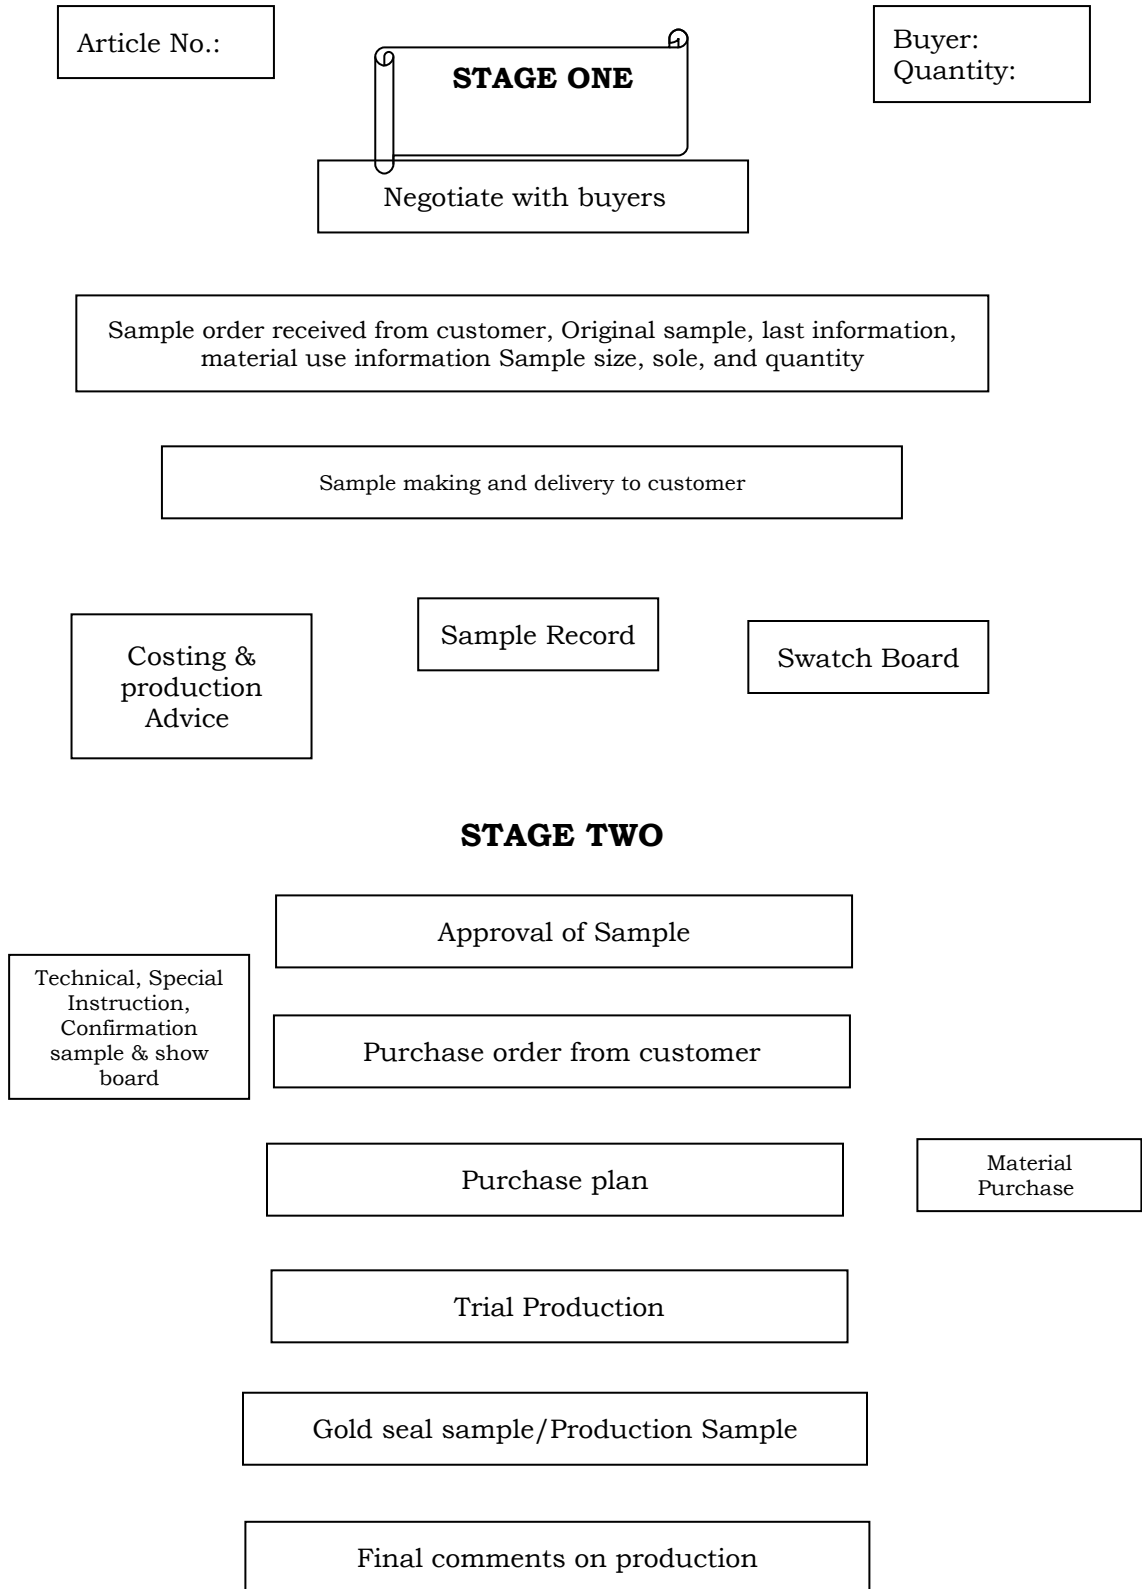 Article No.:
Buyer:
Quantity:
STAGE ONE
Negotiate with buyers
Sample order received from customer, Original sample, last information,
material use information Sample size, sole, and quantity
Sample making and delivery to customer
Costing &
production
Advice
Sample Record
Swatch Board
STAGE TWO
Approval of Sample
Technical, Special
Instruction,
Confirmation
sample & show
board
Purchase order from customer
Purchase plan
Material
Purchase
Trial Production
Gold seal sample/Production Sample
Final comments on production